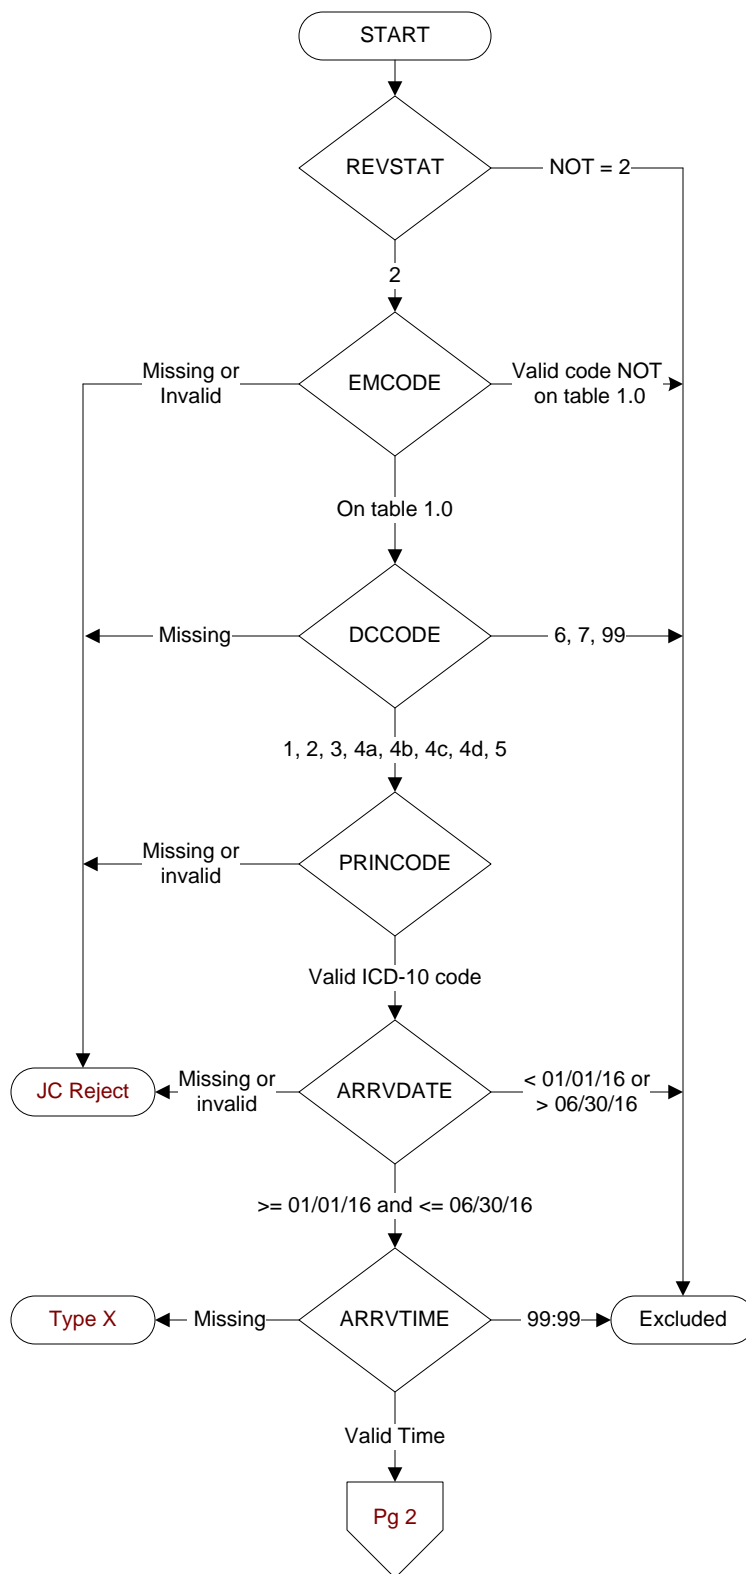 START
REVSTAT
NOT = 2
2
Missing or
Invalid
EMCODE
Valid code NOT
on table 1.0
On table 1.0
Missing
DCCODE
6, 7, 99
1, 2, 3, 4a, 4b, 4c, 4d, 5
Missing or
invalid
PRINCODE
Valid ICD-10 code
JC Reject
Missing or
invalid
ARRVDATE
< 01/01/16 or
> 06/30/16
>= 01/01/16 and <= 06/30/16
Type X
Missing
ARRVTIME
99:99
Excluded
Valid Time
Pg 2